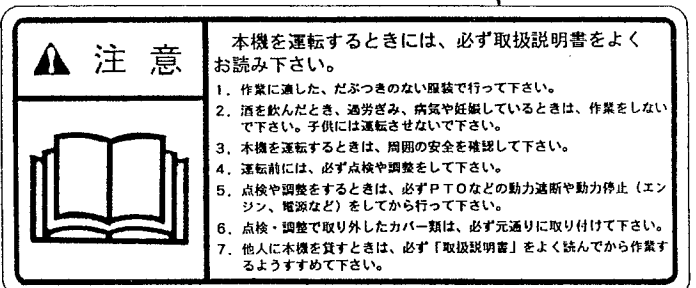 注 意
本機を運転するときには、必ず取扱説明書をよく
お読み下さい。
1. 作業に適した、だぶつきのない服装で行って下さい。
2. 酒を飲んだとき、過労ぎみ、病気や妊娠しているときは、作業をしない
で下さい。子供には運転させないで下さい。
3. 本機を運転するときは、周囲の安全を確認して下さい。
4. 運転前には、必ず点検や調整をして下さい。
5. 点検や調整をするときは、必ずPTOなどの動力遮断や動力停止（エン
ジン、電源など）をしてから行って下さい。
6. 点検・調整で取り外したカバー類は、必ず元通りに取り付けて下さい。
7. 他人に本機を貸すときは、必ず「取扱説明書」をよく読んでから作業す
るようすすめて下さい。